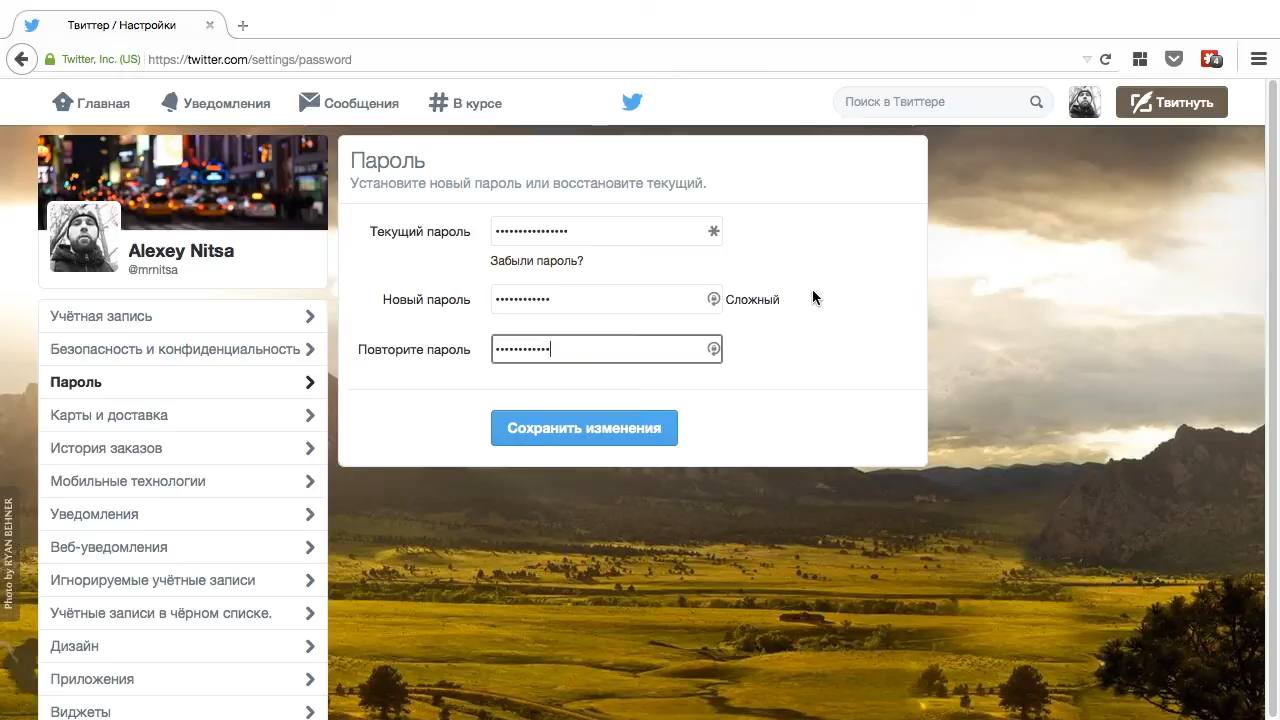 Твиттер / Настройки
Twitter, Inc. (US) https://twitter.com/settings/password
4
Главная Уведомления Сообщения В курсе Поиск в Твиттере Твитнуть
Alexey Nitsa
@mrnitsa
Учётная запись
Безопасность и конфиденциальность
Пароль
Карты и доставка
История заказов
Мобильные технологии
Уведомления
Веб-уведомления
Игнорируемые учётные записи
Учётные записи в чёрном списке.
Дизайн
Приложения
Виджеты
Пароль
Установите новый пароль или восстановите текущий.
Текущий пароль ••••••••••••••••
Забыли пароль?
Новый пароль •••••••••••• Сложный
Повторите пароль ••••••••••••
Сохранить изменения
Photo by RYAN BEHNER